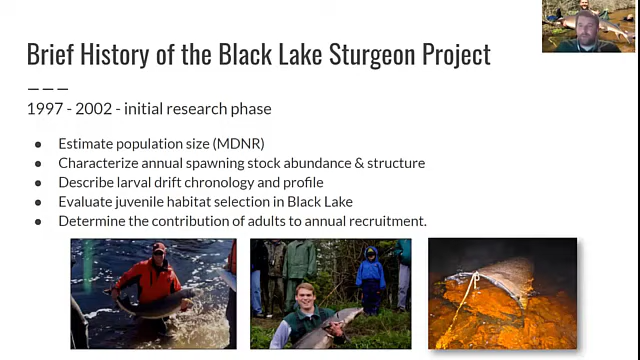 Brief History of the Black Lake Sturgeon Project
1997 - 2002 - initial research phase
● Estimate population size (MDNR)
● Characterize annual spawning stock abundance & structure
● Describe larval drift chronology and profile
● Evaluate juvenile habitat selection in Black Lake
● Determine the contribution of adults to annual recruitment.